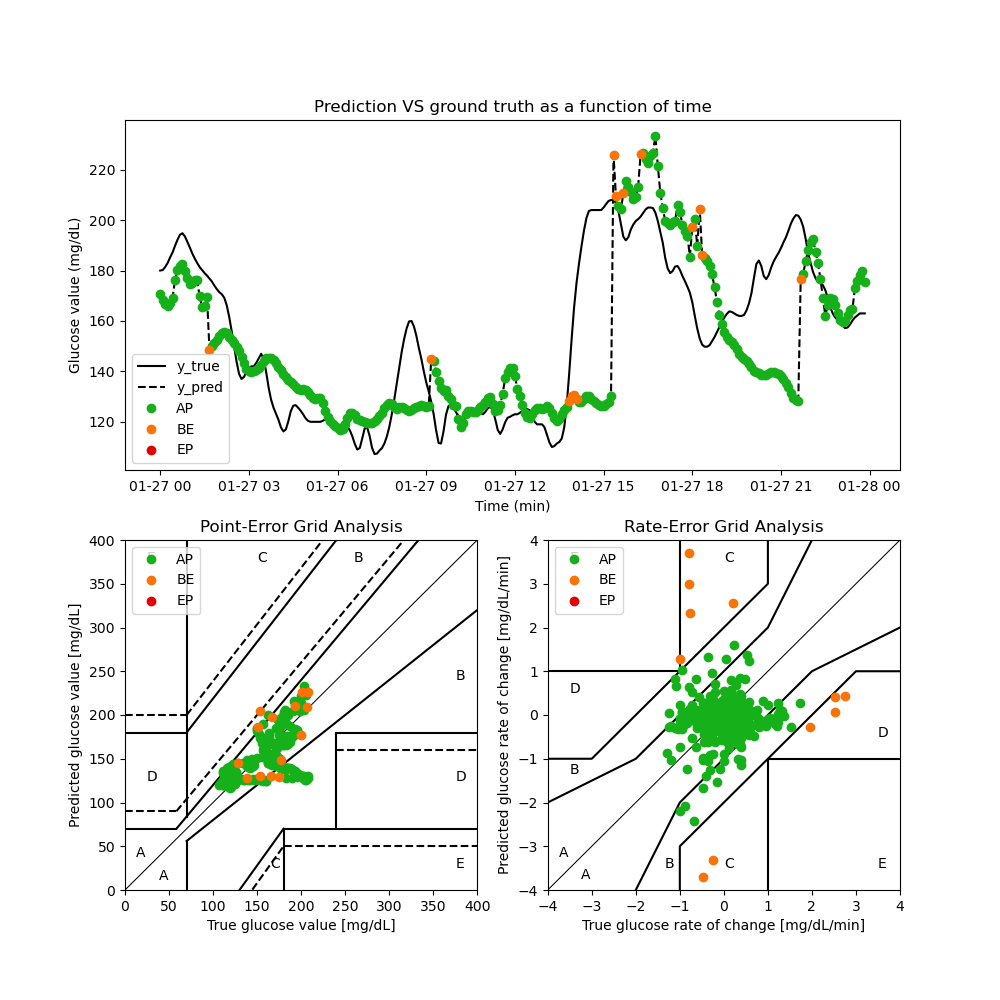 Prediction VS ground truth as a function of time
Glucose value (mg/dL)
220
200
180
160
140
120
y_true
y_pred
AP
BE
EP
01-27 00 01-27 03 01-27 06 01-27 09 01-27 12 01-27 15 01-27 18 01-27 21 01-28 00
Time (min)
Point-Error Grid Analysis
Predicted glucose value [mg/dL]
400
350
300
250
200
150
100
50
0
AP
BE
EP
C
B
B
D
D
A
A
C
E
0 50 100 150 200 250 300 350 400
True glucose value [mg/dL]
Rate-Error Grid Analysis
Predicted glucose rate of change [mg/dL/min]
4
3
2
1
0
−1
−2
−3
−4
AP
BE
EP
C
D
D
B
A
A
B
C
E
−4 −3 −2 −1 0 1 2 3 4
True glucose rate of change [mg/dL/min]